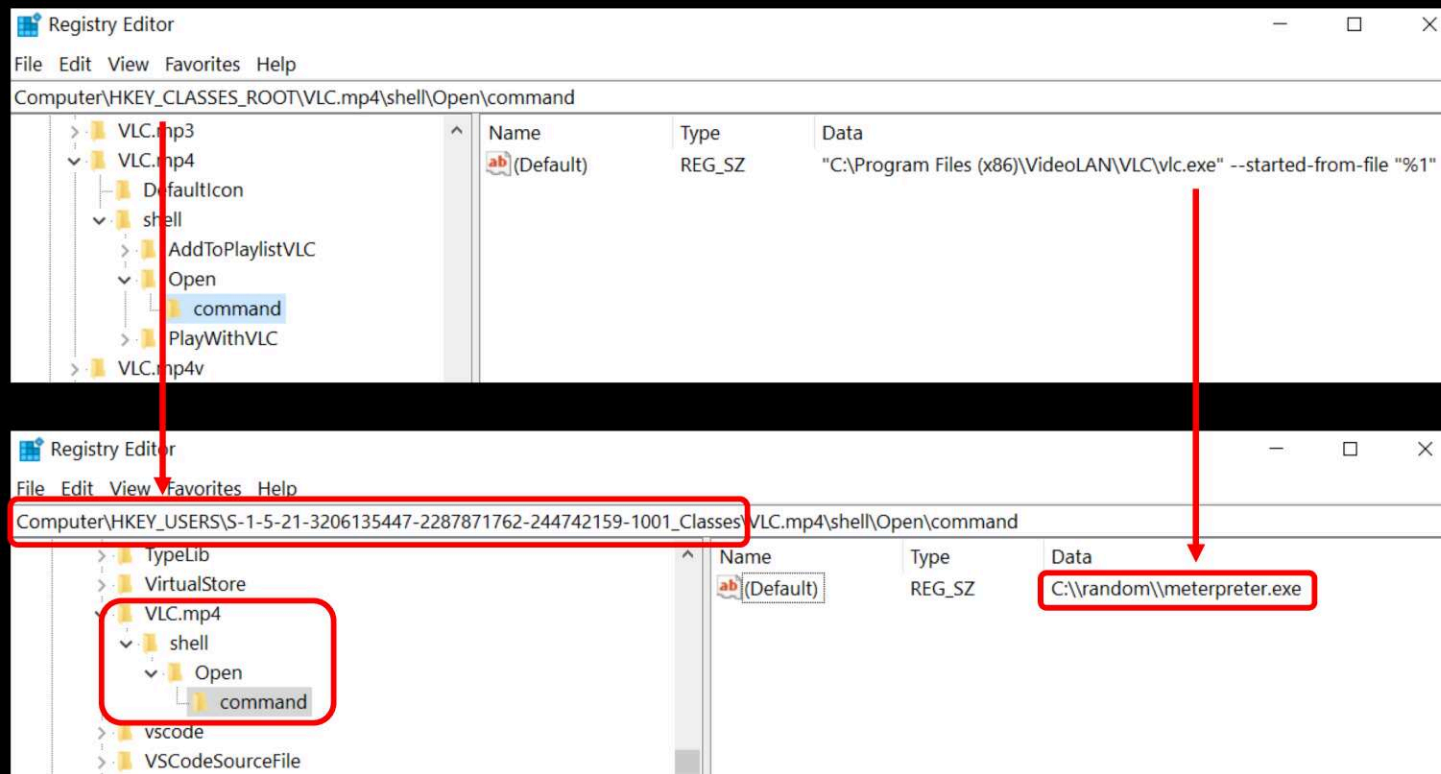 Registry Editor
File Edit View Favorites Help
Computer\HKEY_CLASSES_ROOT\VLC.mp4\shell\Open\command
VLC.mp3
VLC.mp4
DefaultIcon
shell
AddToPlaylistVLC
Open
command
PlayWithVLC
VLC.mp4v
Name Type Data
ab (Default) REG_SZ "C:\Program Files (x86)\VideoLAN\VLC\vlc.exe" --started-from-file "%1"
Registry Editor
File Edit View Favorites Help
Computer\HKEY_USERS\S-1-5-21-3206135447-2287871762-244742159-1001_Classes\VLC.mp4\shell\Open\command
TypeLib
VirtualStore
VLC.mp4
shell
Open
command
vscode
VSCodeSourceFile
Name Type Data
ab (Default) REG_SZ C:\\random\\meterpreter.exe